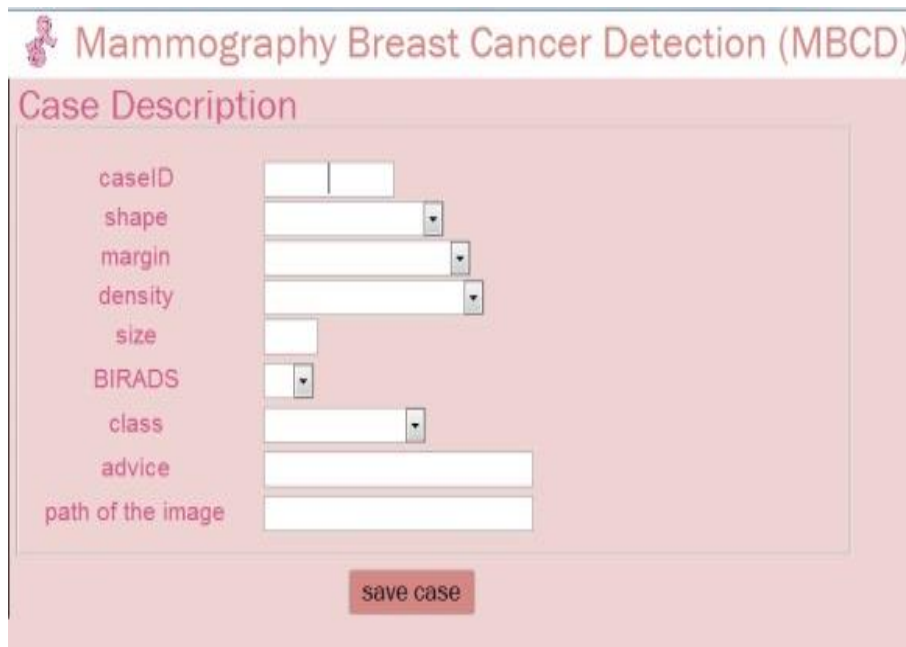 Mammography Breast Cancer Detection (MBCD)
Case Description
caseID
shape
margin
density
size
BIRADS
class
advice
path of the image
save case